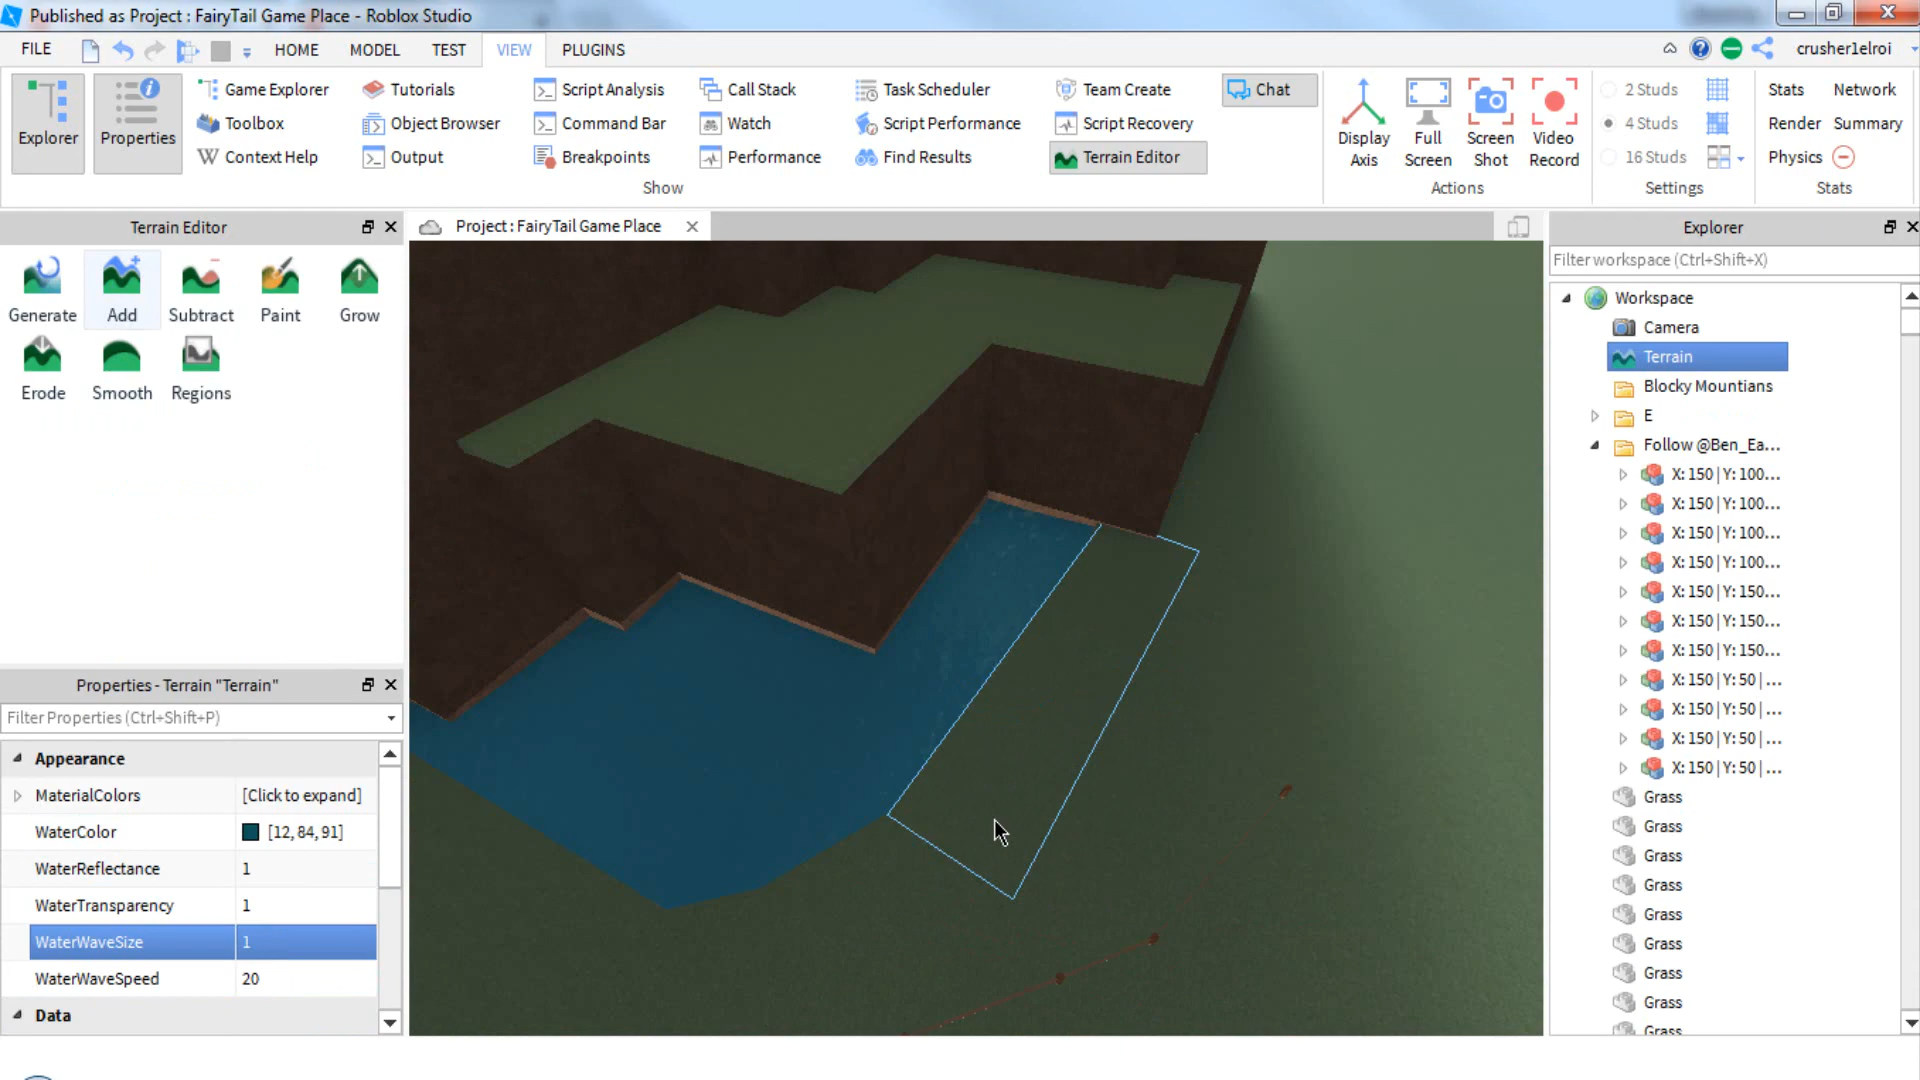 Published as Project : FairyTail Game Place - Roblox Studio
FILE HOME MODEL TEST VIEW PLUGINS crusher1elroi
Explorer
Properties
Game Explorer
Toolbox
Context Help
Tutorials
Object Browser
Output
Script Analysis
Command Bar
Breakpoints
Call Stack
Watch
Performance
Task Scheduler
Script Performance
Find Results
Team Create
Script Recovery
Terrain Editor
Chat
Show
Display Axis
Full Screen
Screen Shot
Video Record
Actions
2 Studs
4 Studs
16 Studs
Settings
Stats Network
Render Summary
Physics
Stats
Terrain Editor
Generate Add Subtract Paint Grow
Erode Smooth Regions
Project : FairyTail Game Place
Properties - Terrain "Terrain"
Filter Properties (Ctrl+Shift+P)
Appearance
MaterialColors [Click to expand]
WaterColor [12, 84, 91]
WaterReflectance 1
WaterTransparency 1
WaterWaveSize 1
WaterWaveSpeed 20
Data
Explorer
Filter workspace (Ctrl+Shift+X)
Workspace
Camera
Terrain
Blocky Mountians
E
Follow @Ben_Ea...
X: 150 | Y: 100...
X: 150 | Y: 100...
X: 150 | Y: 100...
X: 150 | Y: 100...
X: 150 | Y: 150...
X: 150 | Y: 150...
X: 150 | Y: 150...
X: 150 | Y: 50 | ...
X: 150 | Y: 50 | ...
X: 150 | Y: 50 | ...
X: 150 | Y: 50 | ...
Grass
Grass
Grass
Grass
Grass
Grass
Grass
Grass
Grass